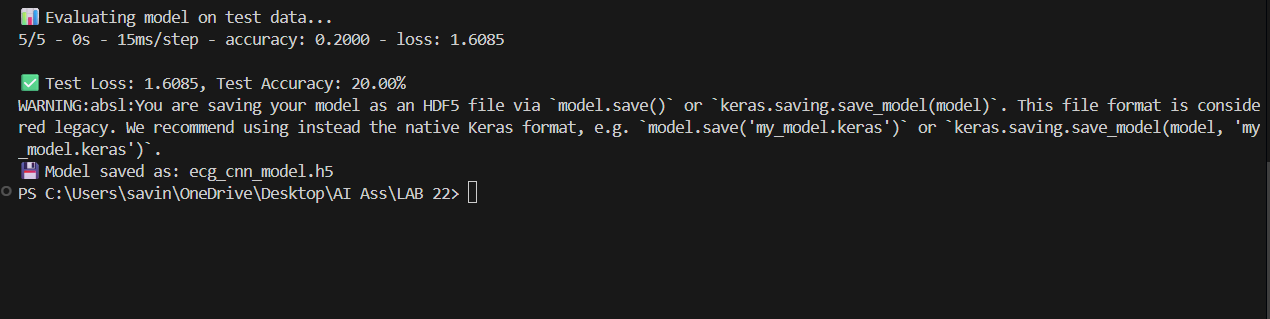 📊 Evaluating model on test data...
5/5 - 0s - 15ms/step - accuracy: 0.2000 - loss: 1.6085
✅ Test Loss: 1.6085, Test Accuracy: 20.00%
WARNING:absl:You are saving your model as an HDF5 file via `model.save()` or `keras.saving.save_model(model)`. This file format is conside
red legacy. We recommend using instead the native Keras format, e.g. `model.save('my_model.keras')` or `keras.saving.save_model(model, 'my
_model.keras')`.
💾 Model saved as: ecg_cnn_model.h5
PS C:\Users\savin\OneDrive\Desktop\AI Ass\LAB 22>